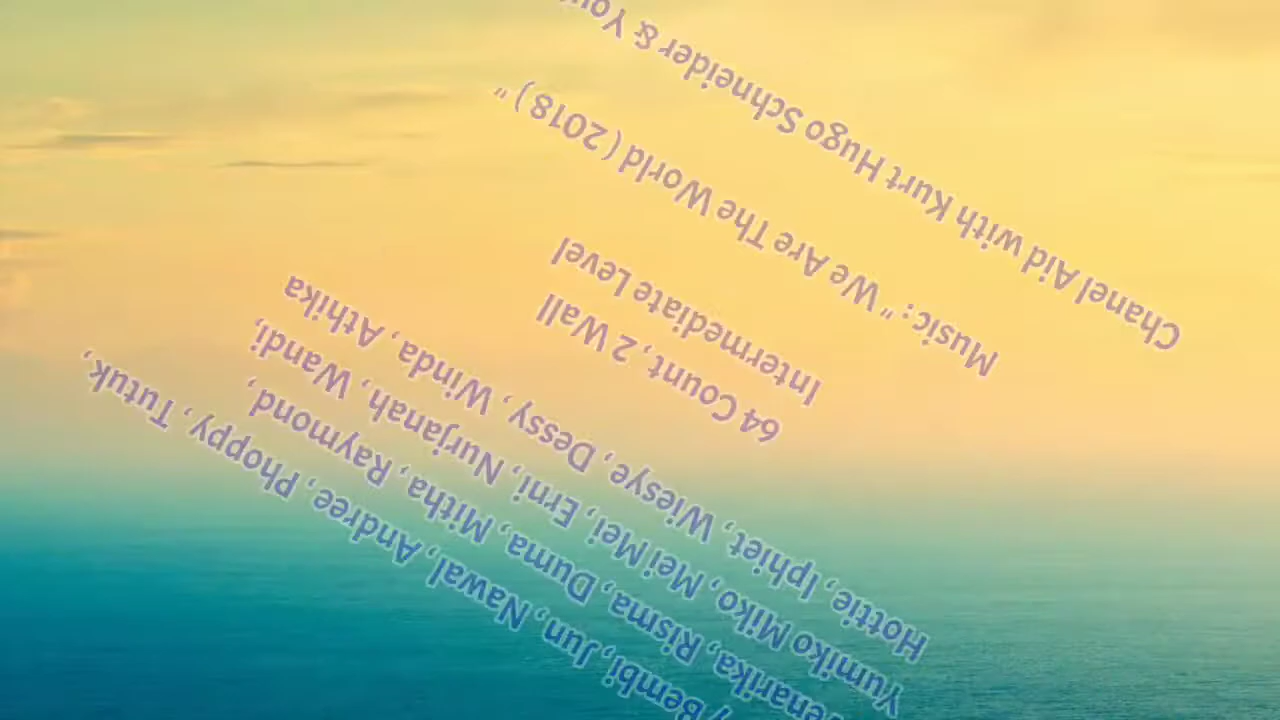 Bembi, Jun, Nawal, Andree, Phoppy, Tutuk,
Risma, Duma, Mitha, Raymond,
Yumiko Miko, Mei Mei, Erni, Nurjanah, Wandi,
Hottie, Iphiet, Wiesye, Dessy, Winda, Athika
64 Count, 2 Wall
Intermediate Level
Music: " We Are The World ( 2018) "
Chanel Aid with Kurt Hugo Schneider &